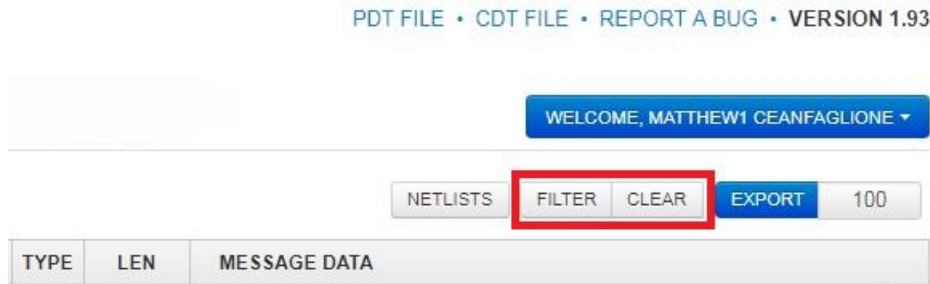 PDT FILE • CDT FILE • REPORT A BUG • VERSION 1.93
WELCOME, MATTHEW1 CEANFAGLIONE
NETLISTS FILTER CLEAR EXPORT 100
TYPE LEN MESSAGE DATA